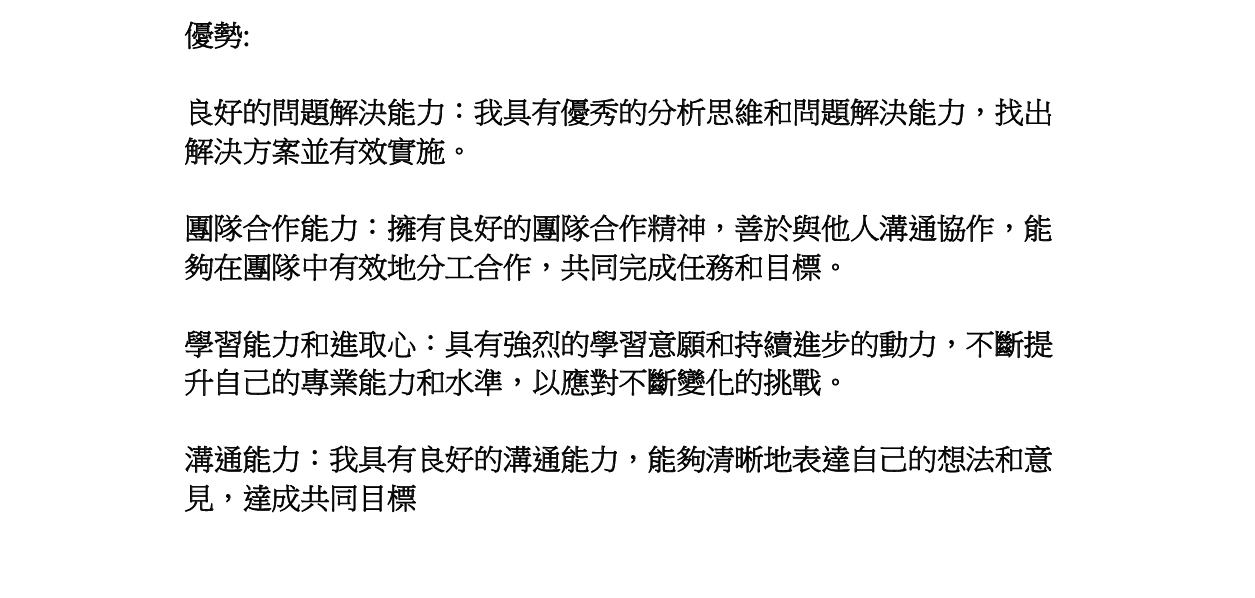 優勢:
良好的問題解決能力：我具有優秀的分析思維和問題解決能力，找出
解決方案並有效實施。
團隊合作能力：擁有良好的團隊合作精神，善於與他人溝通協作，能
夠在團隊中有效地分工合作，共同完成任務和目標。
學習能力和進取心：具有強烈的學習意願和持續進步的動力，不斷提
升自己的專業能力和水準，以應對不斷變化的挑戰。
溝通能力：我具有良好的溝通能力，能夠清晰地表達自己的想法和意
見，達成共同目標